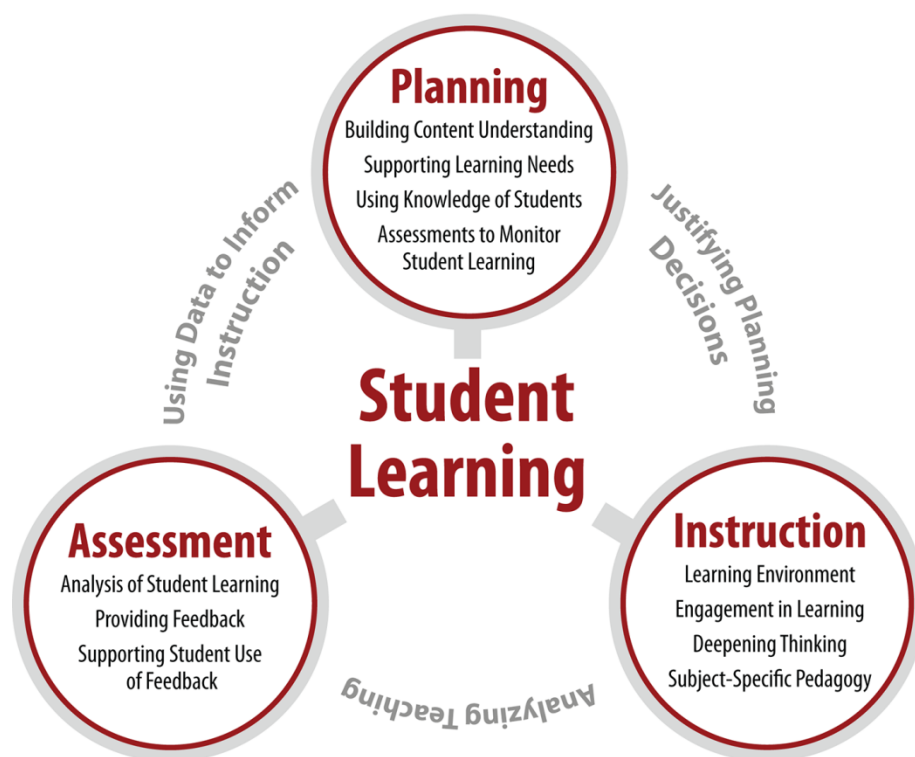 Planning
Building Content Understanding
Supporting Learning Needs
Using Knowledge of Students
Assessments to Monitor
Student Learning
Using Data to Inform
Instruction
Justifying Planning
Decisions
Student
Learning
Assessment
Analysis of Student Learning
Providing Feedback
Supporting Student Use
of Feedback
Instruction
Learning Environment
Engagement in Learning
Deepening Thinking
Subject-Specific Pedagogy
Analyzing Teaching